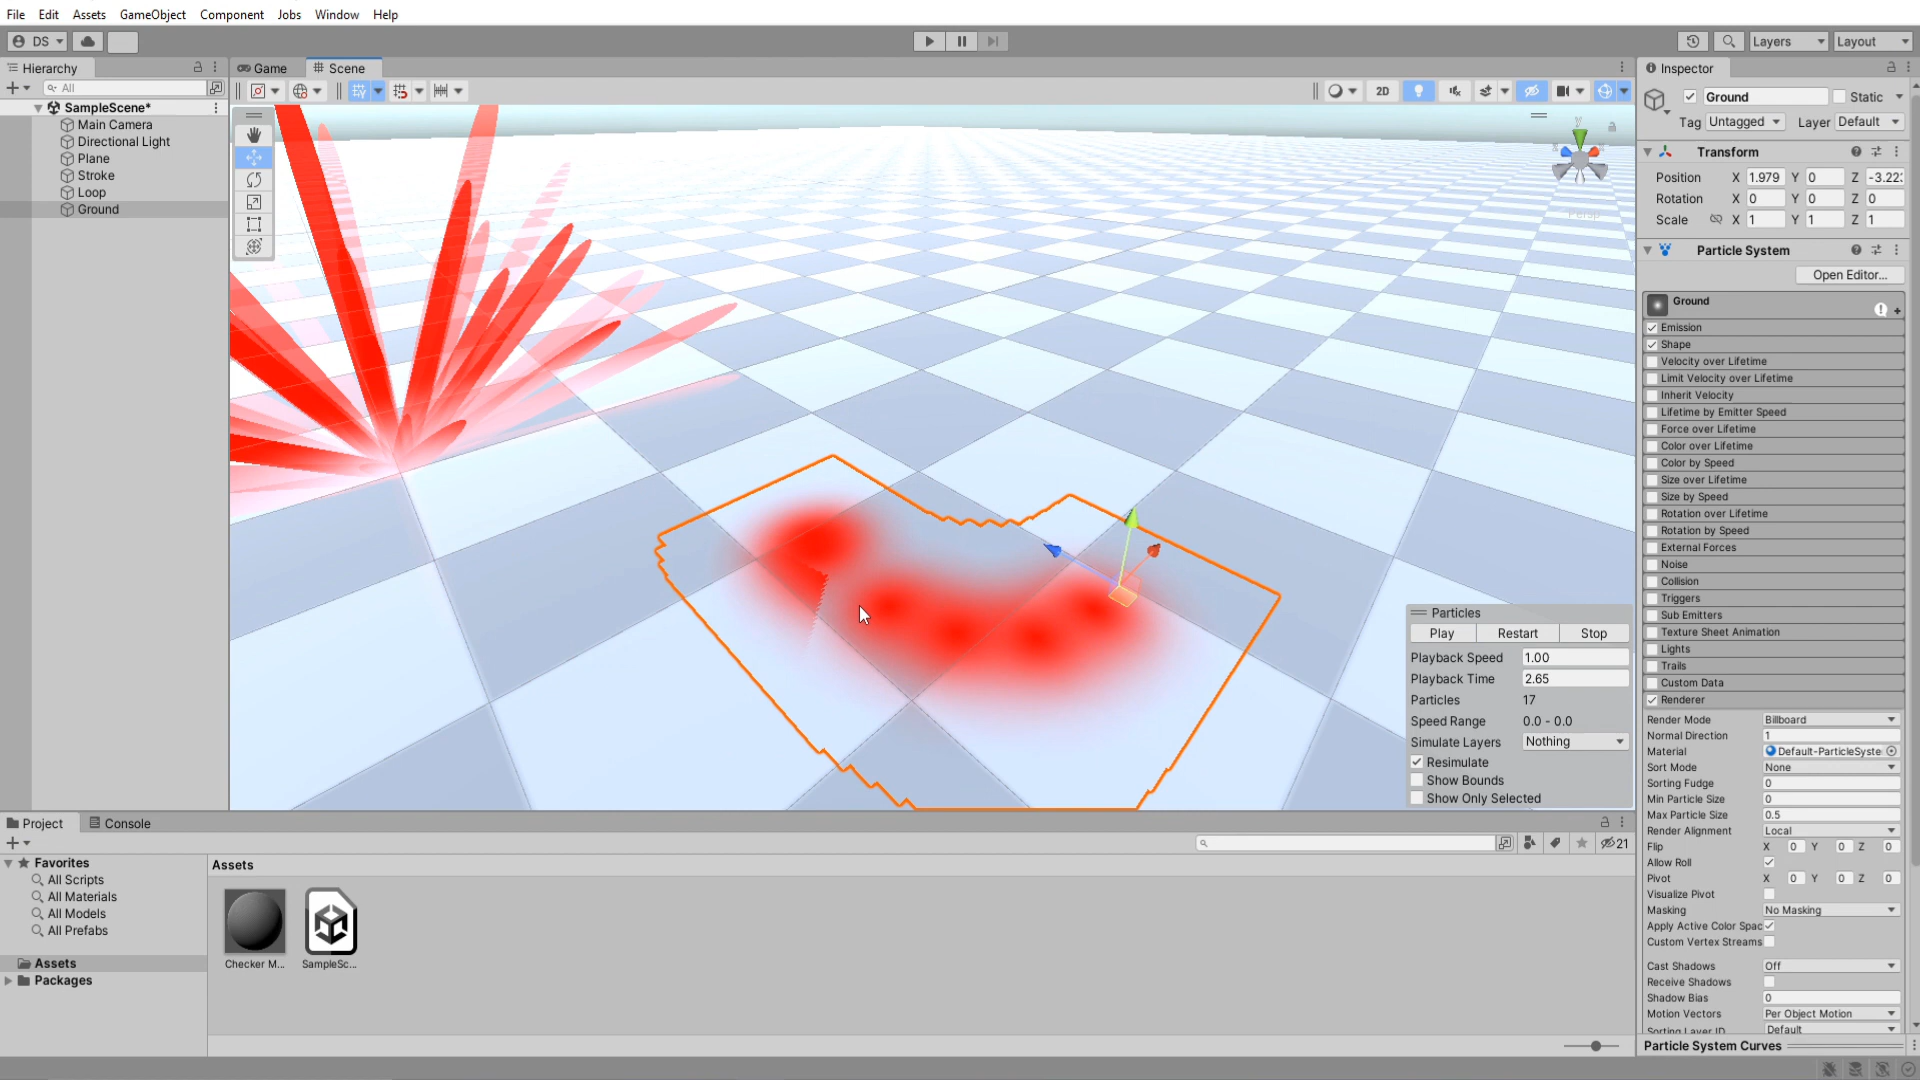 File Edit Assets GameObject Component Jobs Window Help
DS Layers Layout
Hierarchy
All
SampleScene*
Main Camera
Directional Light
Plane
Stroke
Loop
Ground
Game Scene
2D
Y
Persp
Particles
Play Restart Stop
Playback Speed 1.00
Playback Time 2.65
Particles 17
Speed Range 0.0 - 0.0
Simulate Layers Nothing
Resimulate
Show Bounds
Show Only Selected
Inspector
Ground Static
Tag Untagged Layer Default
Transform
Position X 1.979 Y 0 Z -3.22
Rotation X 0 Y 0 Z 0
Scale X 1 Y 1 Z 1
Particle System
Open Editor...
Ground
Emission
Shape
Velocity over Lifetime
Limit Velocity over Lifetime
Inherit Velocity
Lifetime by Emitter Speed
Force over Lifetime
Color over Lifetime
Color by Speed
Size over Lifetime
Size by Speed
Rotation over Lifetime
Rotation by Speed
External Forces
Noise
Collision
Triggers
Sub Emitters
Texture Sheet Animation
Lights
Trails
Custom Data
Renderer
Render Mode Billboard
Normal Direction 1
Material Default-ParticleSyste
Sort Mode None
Sorting Fudge 0
Min Particle Size 0
Max Particle Size 0.5
Render Alignment Local
Flip X 0 Y 0 Z 0
Allow Roll
Pivot X 0 Y 0 Z 0
Visualize Pivot
Masking No Masking
Apply Active Color Spac
Custom Vertex Streams
Cast Shadows Off
Receive Shadows
Shadow Bias 0
Motion Vectors Per Object Motion
Sorting Layer ID Default
Particle System Curves
Project Console
21
Favorites
All Scripts
All Materials
All Models
All Prefabs
Assets
Packages
Assets
Checker M... SampleSc...